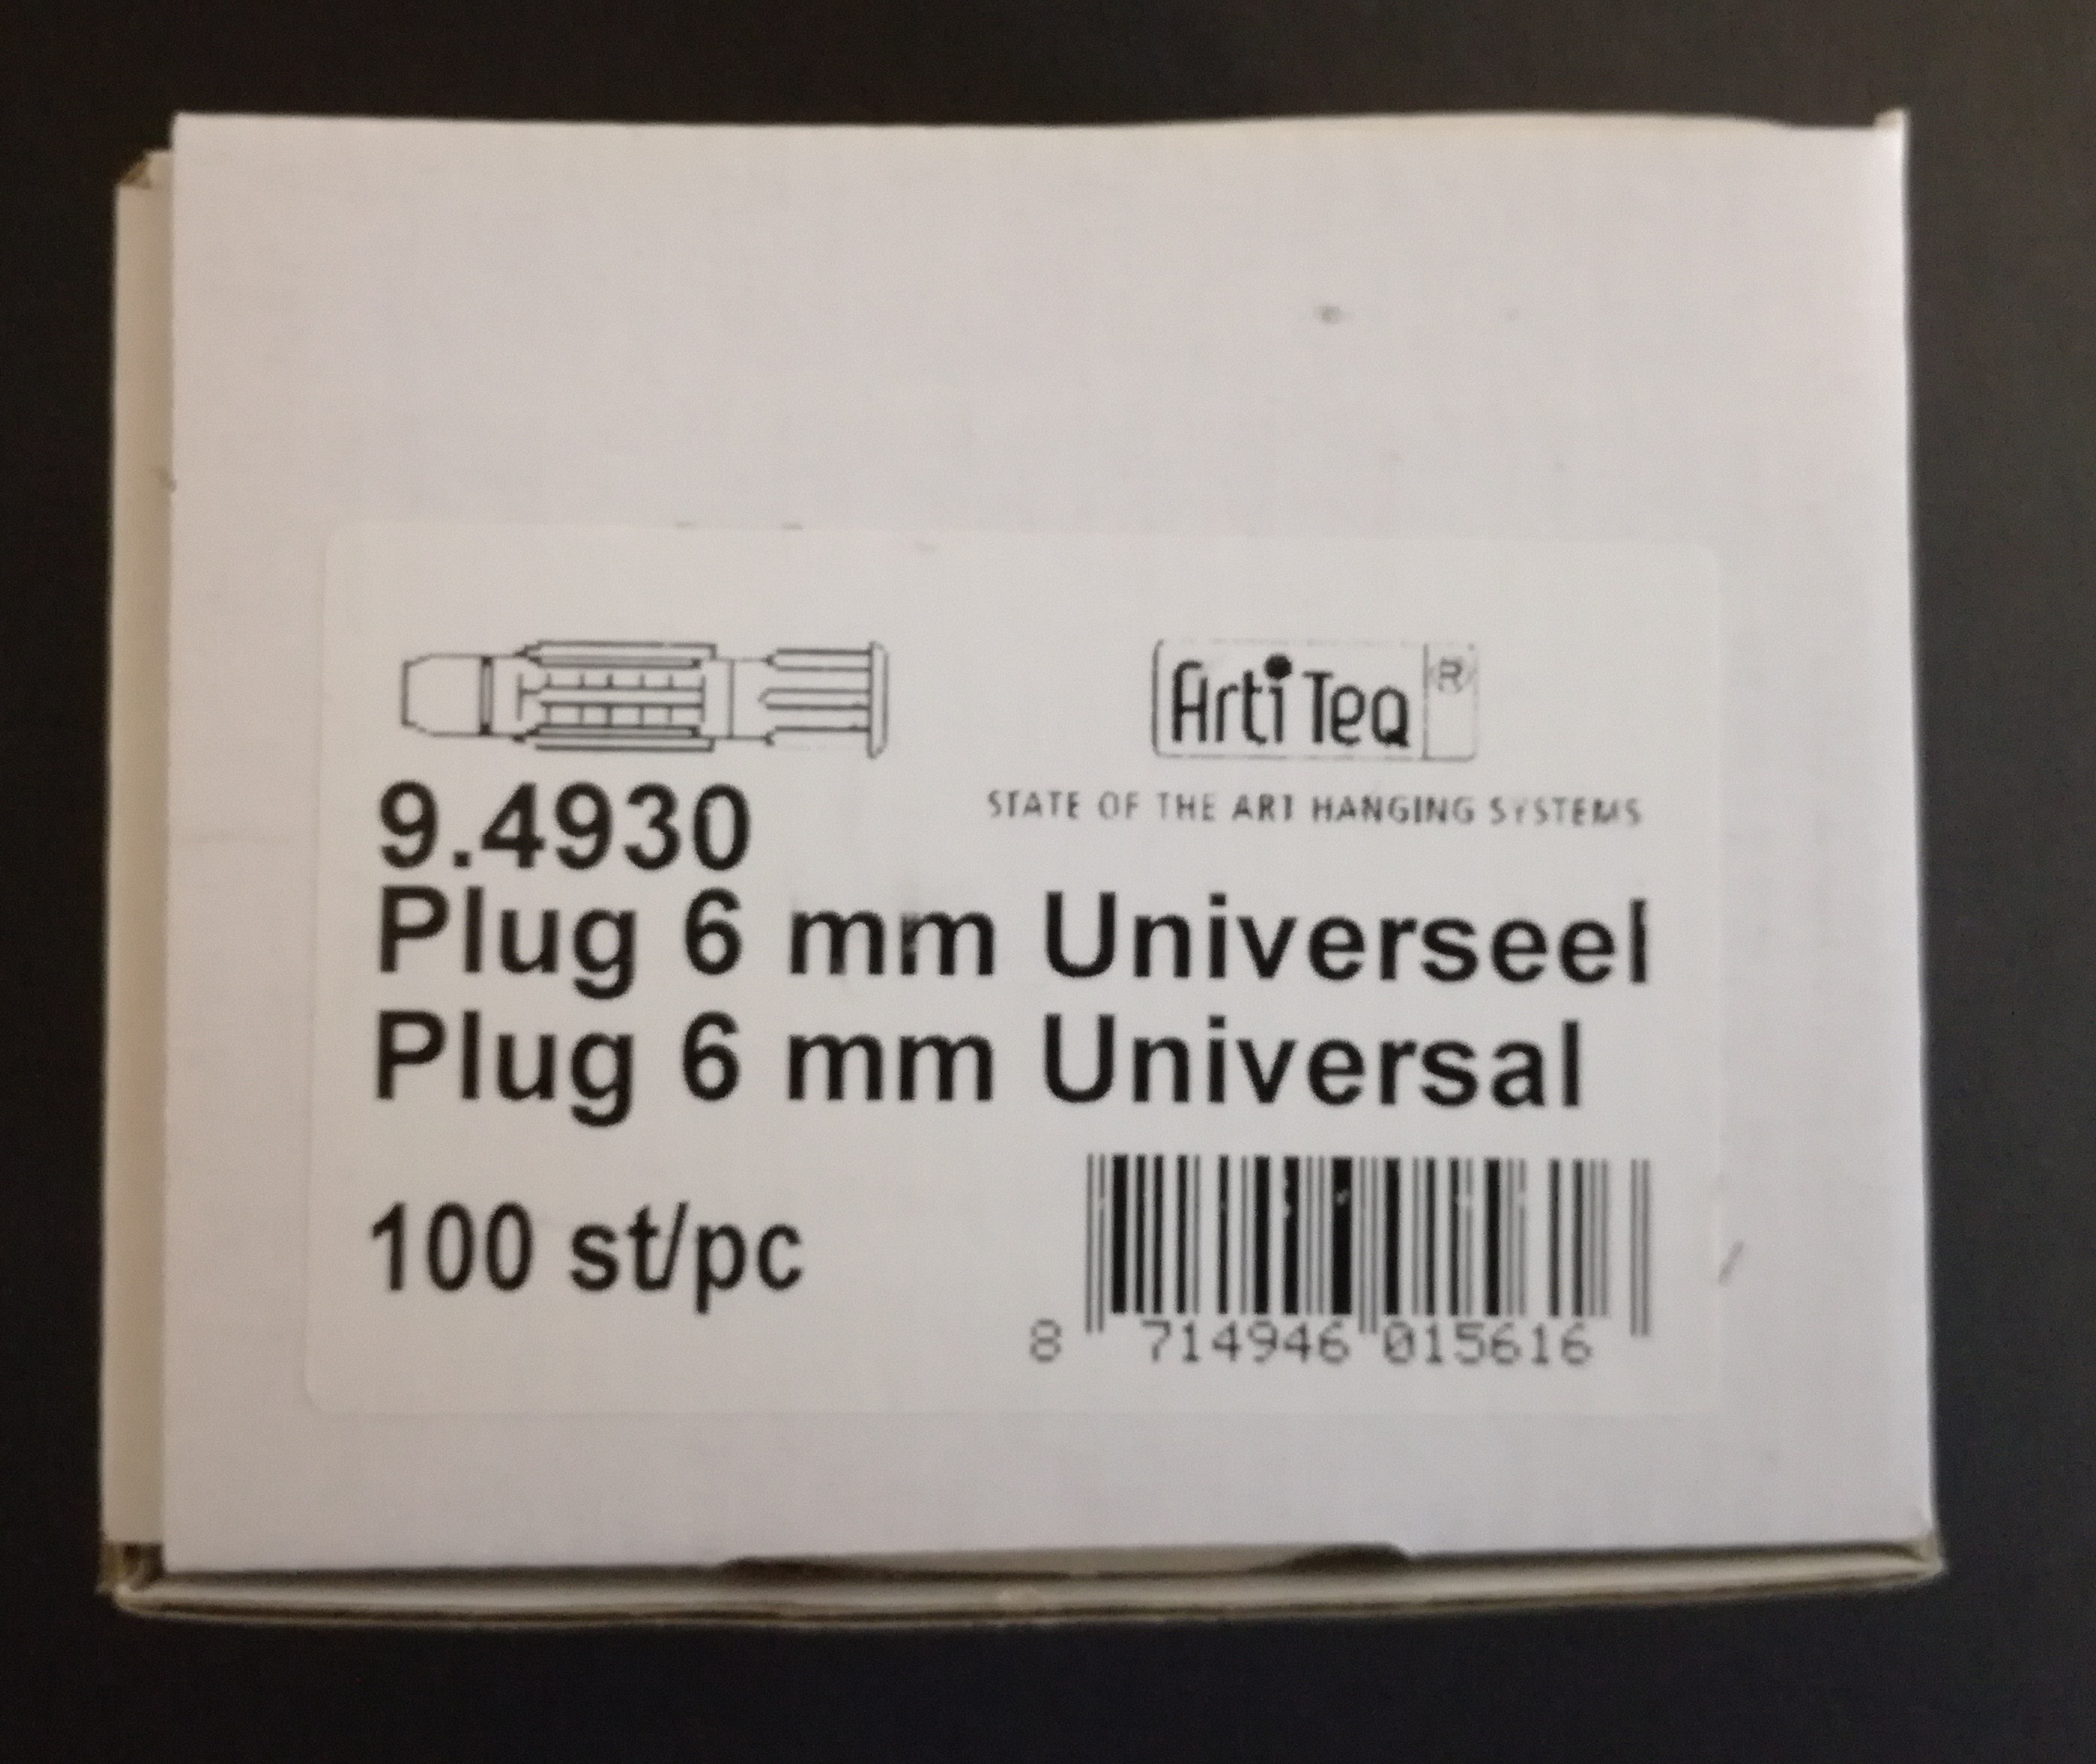 Arti Teq ®
STATE OF THE ART HANGING SYSTEMS
9.4930
Plug 6 mm Universeel
Plug 6 mm Universal
100 st/pc
8 714946 015616